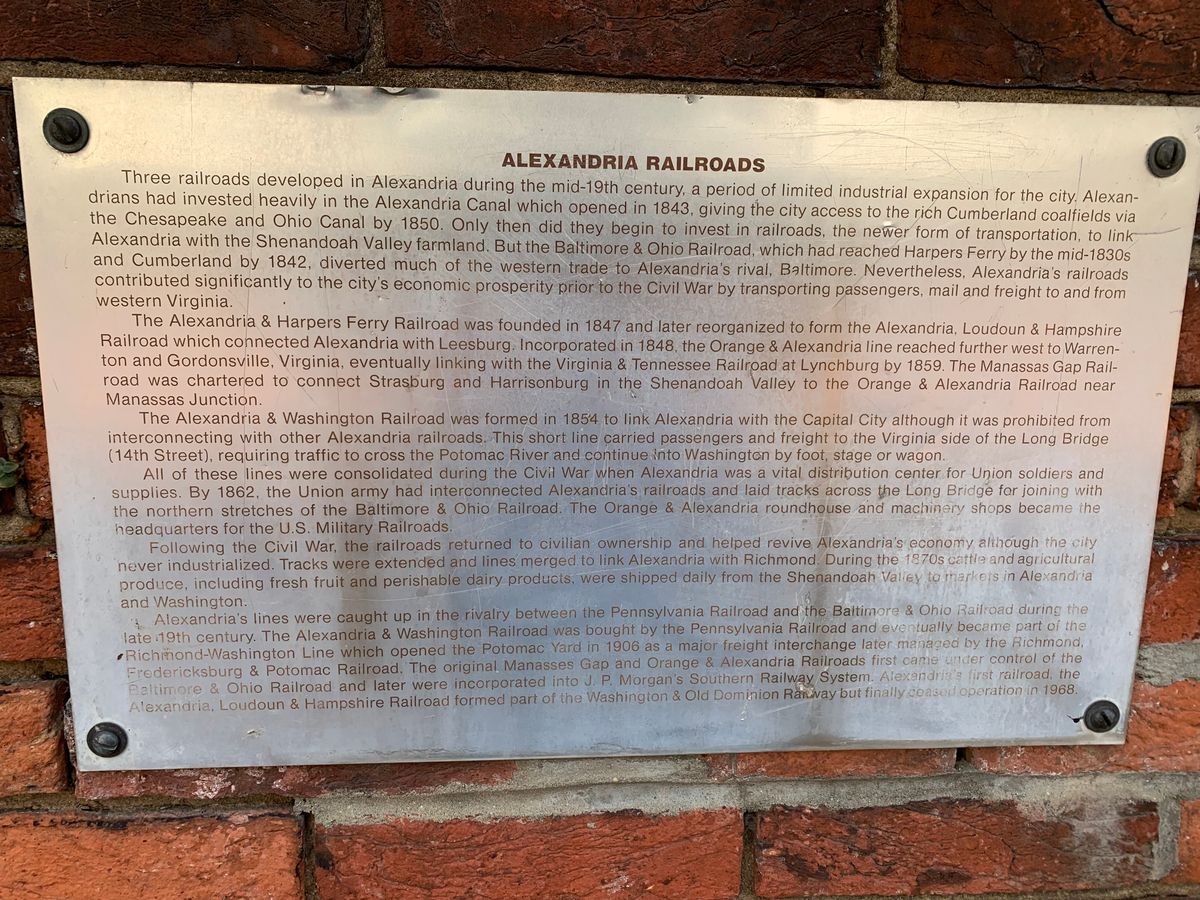 ALEXANDRIA RAILROADS
Three railroads developed in Alexandria during the mid-19th century, a period of limited industrial expansion for the city. Alexan-
drians had invested heavily in the Alexandria Canal which opened in 1843, giving the city access to the rich Cumberland coalfields via
the Chesapeake and Ohio Canal by 1850. Only then did they begin to invest in railroads, the newer form of transportation, to link
Alexandria with the Shenandoah Valley farmland. But the Baltimore & Ohio Railroad, which had reached Harpers Ferry by the mid-1830s
and Cumberland by 1842, diverted much of the western trade to Alexandria's rival, Baltimore. Nevertheless, Alexandria's railroads
contributed significantly to the city's economic prosperity prior to the Civil War by transporting passengers, mail and freight to and from
western Virginia.
The Alexandria & Harpers Ferry Railroad was founded in 1847 and later reorganized to form the Alexandria, Loudoun & Hampshire
Railroad which connected Alexandria with Leesburg. Incorporated in 1848, the Orange & Alexandria line reached further west to Warren-
ton and Gordonsville, Virginia, eventually linking with the Virginia & Tennessee Railroad at Lynchburg by 1859. The Manassas Gap Rail-
road was chartered to connect Strasburg and Harrisonburg in the Shenandoah Valley to the Orange & Alexandria Railroad near
Manassas Junction.
The Alexandria & Washington Railroad was formed in 1854 to link Alexandria with the Capital City although it was prohibited from
interconnecting with other Alexandria railroads. This short line carried passengers and freight to the Virginia side of the Long Bridge
(14th Street), requiring traffic to cross the Potomac River and continue into Washington by foot, stage or wagon.
All of these lines were consolidated during the Civil War when Alexandria was a vital distribution center for Union soldiers and
supplies. By 1862, the Union army had interconnected Alexandria's railroads and laid tracks across the Long Bridge for joining with
the northern stretches of the Baltimore & Ohio Railroad. The Orange & Alexandria roundhouse and machinery shops became the
headquarters for the U.S. Military Railroads.
Following the Civil War, the railroads returned to civilian ownership and helped revive Alexandria's economy although the city
never industrialized. Tracks were extended and lines merged to link Alexandria with Richmond. During the 1870s cattle and agricultural
produce, including fresh fruit and perishable dairy products, were shipped daily from the Shenandoah Valley to markets in Alexandria
and Washington.
Alexandria's lines were caught up in the rivalry between the Pennsylvania Railroad and the Baltimore & Ohio Railroad during the
late 19th century. The Alexandria & Washington Railroad was bought by the Pennsylvania Railroad and eventually became part of the
Richmond-Washington Line which opened the Potomac Yard in 1906 as a major freight interchange later managed by the Richmond,
Fredericksburg & Potomac Railroad. The original Manasses Gap and Orange & Alexandria Railroads first came under control of the
Baltimore & Ohio Railroad and later were incorporated into J. P. Morgan's Southern Railway System. Alexandria's first railroad, the
Alexandria, Loudoun & Hampshire Railroad formed part of the Washington & Old Dominion Railway but finally ceased operation in 1968.